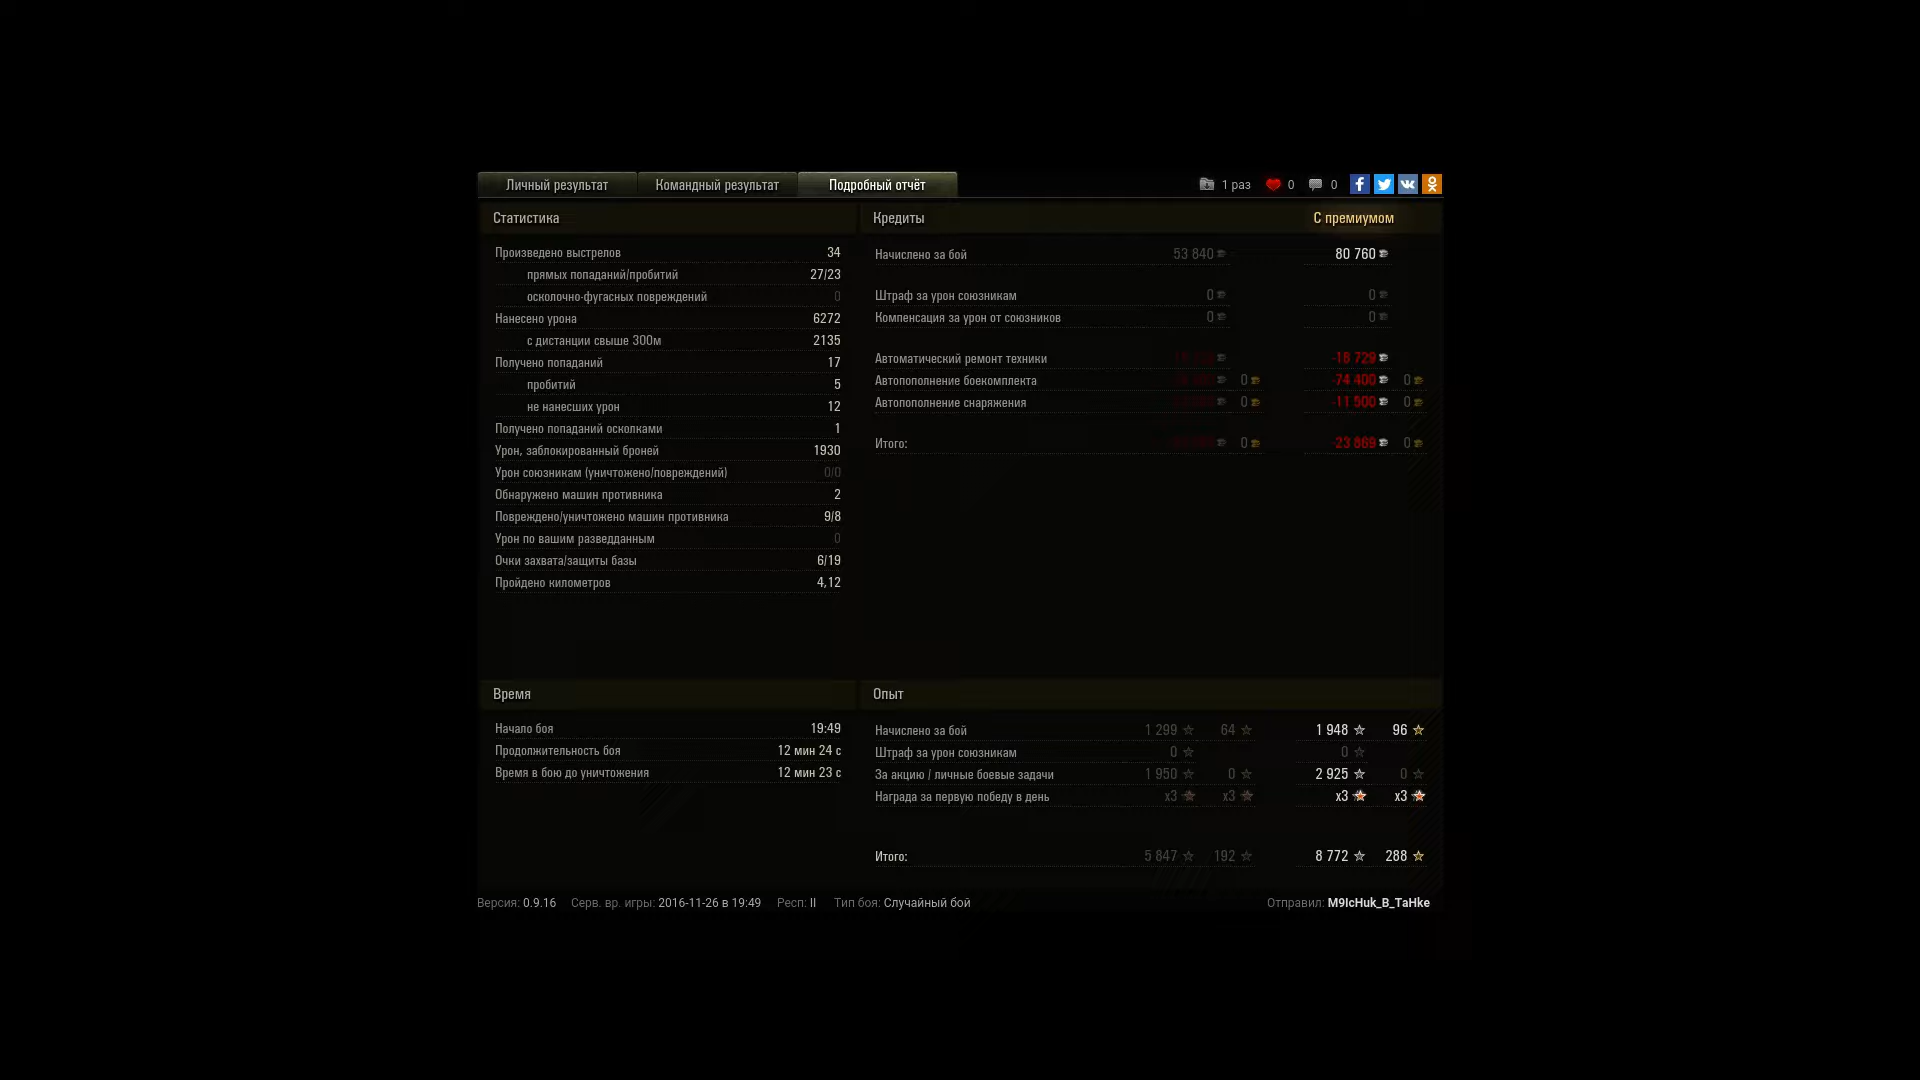 Личный результат Командный результат Подробный отчёт 1 раз 0 0
Статистика
Произведено выстрелов 34
прямых попаданий/пробитий 27/23
осколочно-фугасных повреждений 0
Нанесено урона 6272
с дистанции свыше 300м 2135
Получено попаданий 17
пробитий 5
не нанесших урон 12
Получено попаданий осколками 1
Урон, заблокированный броней 1930
Урон союзникам (уничтожено/повреждений) 0/0
Обнаружено машин противника 2
Повреждено/уничтожено машин противника 9/8
Урон по вашим разведданным 0
Очки захвата/защиты базы 6/19
Пройдено километров 4,12
Кредиты С премиумом
Начислено за бой 53 840 80 760
Штраф за урон союзникам 0 0
Компенсация за урон от союзников 0 0
Автоматический ремонт техники -18 729
Автопополнение боекомплекта 0 -74 400 0
Автопополнение снаряжения 0 -11 500 0
Итого: 0 -23 869 0
Время
Начало боя 19:49
Продолжительность боя 12 мин 24 с
Время в бою до уничтожения 12 мин 23 с
Опыт
Начислено за бой 1 299 64 1 948 96
Штраф за урон союзникам 0 0
За акцию / личные боевые задачи 1 950 0 2 925 0
Награда за первую победу в день x3 x3 x3 x3
Итого: 5 847 192 8 772 288
Версия: 0.9.16 Серв. вр. игры: 2016-11-26 в 19:49 Респ: II Тип боя: Случайный бой Отправил: M9IcHuk_B_TaHke